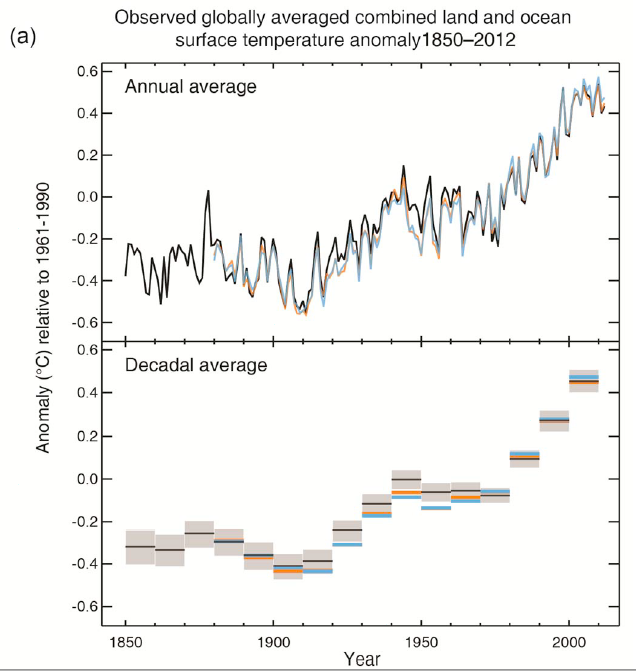 Observed globally averaged combined land and ocean
(a)
surface temperature anomaly1850–2012
Annual average
0.6
0.4
0.2
0.0
-0.2
-0.4
-0.6
Anomaly (°C) relative to 1961-1990
Decadal average
0.6
0.4
0.2
0.0
-0.2
-0.4
-0.6
1850
1900
1950
2000
Year